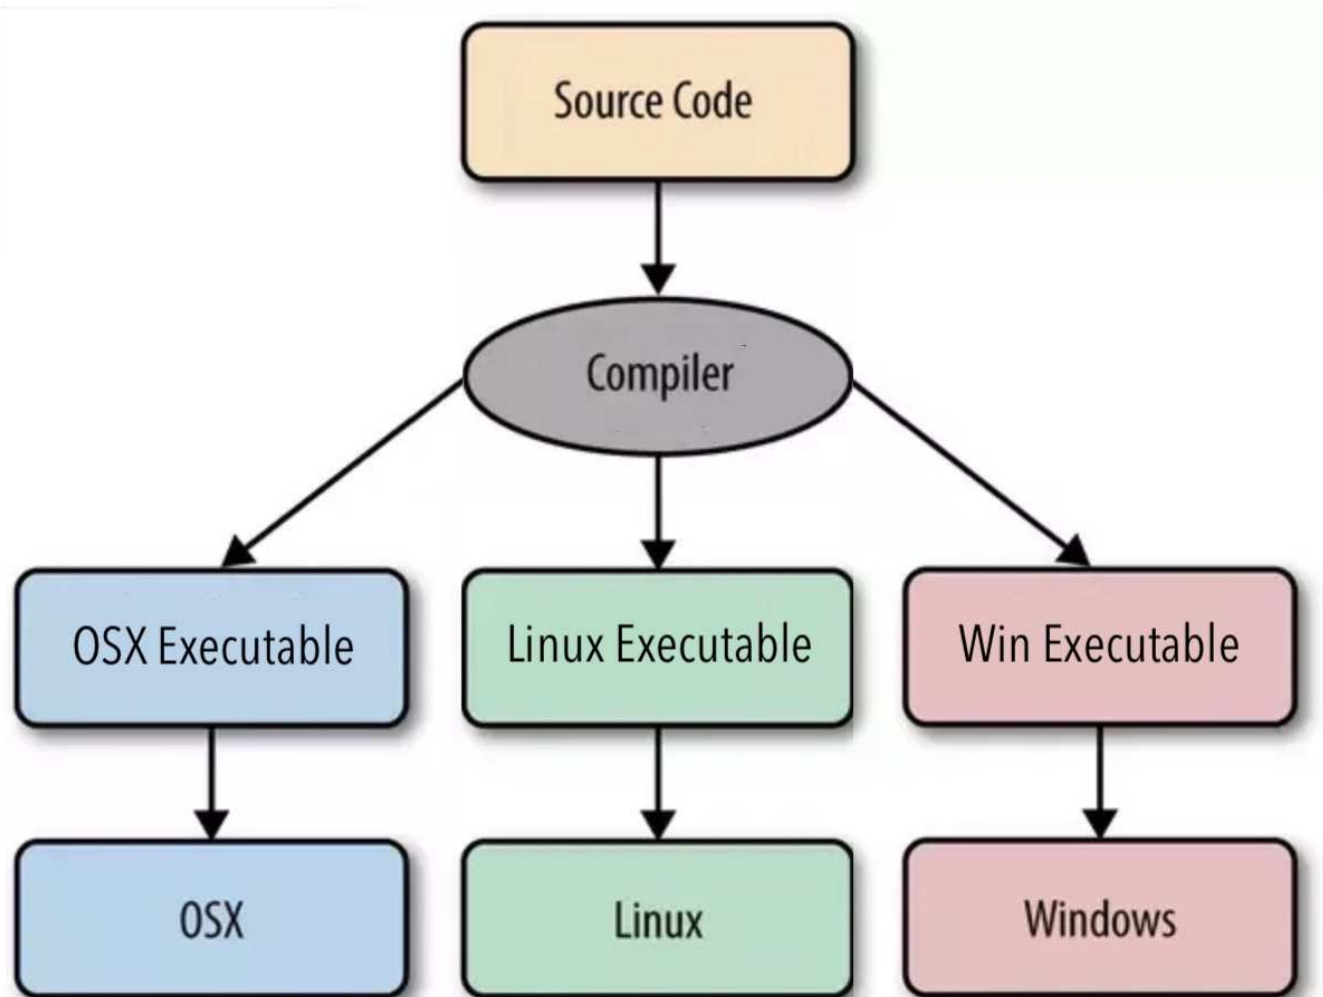 Source Code
Compiler
OSX Executable
Linux Executable
Win Executable
OSX
Linux
Windows